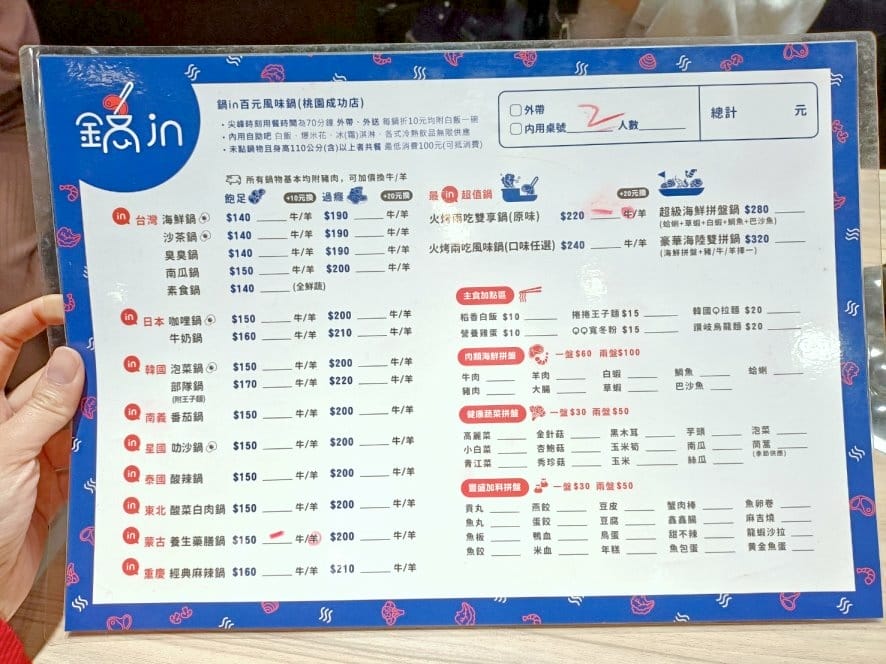 鍋in
鍋in百元風味鍋(桃園成功店)
•尖峰時刻用餐時間為70分鐘 外帶、外送 每鍋折10元均附白飯一碗
•內用自助吧 白飯、爆米花、冰(霜)淇淋、各式冷熱飲品無限供應
•未點鍋物且身高110公分(含)以上者共餐 最低消費100元(可抵消費)
外帶
內用桌號 2 人數
總計 元
所有鍋物基本均附豬肉，可加價換牛/羊
飽足 +10元換 過癮 +20元換
in 台灣 海鮮鍋 $140 牛/羊 $190 牛/羊
沙茶鍋 $140 牛/羊 $190 牛/羊
臭臭鍋 $140 牛/羊 $190 牛/羊
南瓜鍋 $150 牛/羊 $200 牛/羊
素食鍋 $140 (全鮮蔬)
in 日本 咖哩鍋 $150 牛/羊 $200 牛/羊
牛奶鍋 $160 牛/羊 $210 牛/羊
in 韓國 泡菜鍋 $150 牛/羊 $200 牛/羊
部隊鍋 $170 牛/羊 $220 牛/羊
(附王子麵)
in 南義 番茄鍋 $150 牛/羊 $200 牛/羊
in 星國 叻沙鍋 $150 牛/羊 $200 牛/羊
in 泰國 酸辣鍋 $150 牛/羊 $200 牛/羊
in 東北 酸菜白肉鍋 $150 牛/羊 $200 牛/羊
in 蒙古 養生藥膳鍋 $150 牛/羊 $200 牛/羊
in 重慶 經典麻辣鍋 $160 牛/羊 $210 牛/羊
最in超值鍋 +20元換
火烤兩吃雙享鍋(原味) $220 牛/羊
火烤兩吃風味鍋(口味任選) $240 牛/羊
超級海鮮拼盤鍋 $280
(蛤蜊+草蝦+白蝦+鯛魚+巴沙魚)
豪華海陸雙拼鍋 $320
(海鮮拼盤+豬/牛/羊擇一)
主食加點區
稻香白飯 $10 捲捲王子麵 $15 韓國Q拉麵 $20
營養雞蛋 $10 QQ寬冬粉 $15 讚岐烏龍麵 $20
肉類海鮮拼盤 一盤$60 兩盤$100
牛肉 羊肉 白蝦 鯛魚 蛤蜊
豬肉 大腸 草蝦 巴沙魚
健康蔬菜拼盤 一盤$30 兩盤$50
高麗菜 金針菇 黑木耳 芋頭 泡菜
小白菜 杏鮑菇 玉米筍 南瓜 茼蒿
青江菜 秀珍菇 玉米 絲瓜 (季節供應)
豐盛加料拼盤 一盤$30 兩盤$50
貢丸 燕餃 豆皮 蟹肉棒 魚卵卷
魚丸 蛋餃 豆腐 鑫鑫腸 麻吉燒
魚板 鴨血 鳥蛋 甜不辣 龍蝦沙拉
魚餃 米血 年糕 魚包蛋 黃金魚蛋